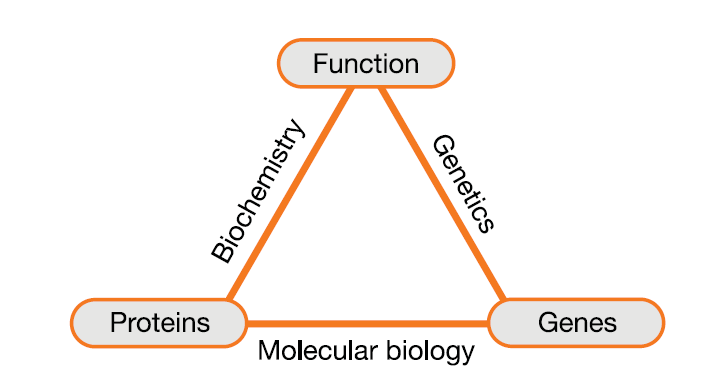 Function
Biochemistry
Genetics
Proteins
Genes
Molecular biology